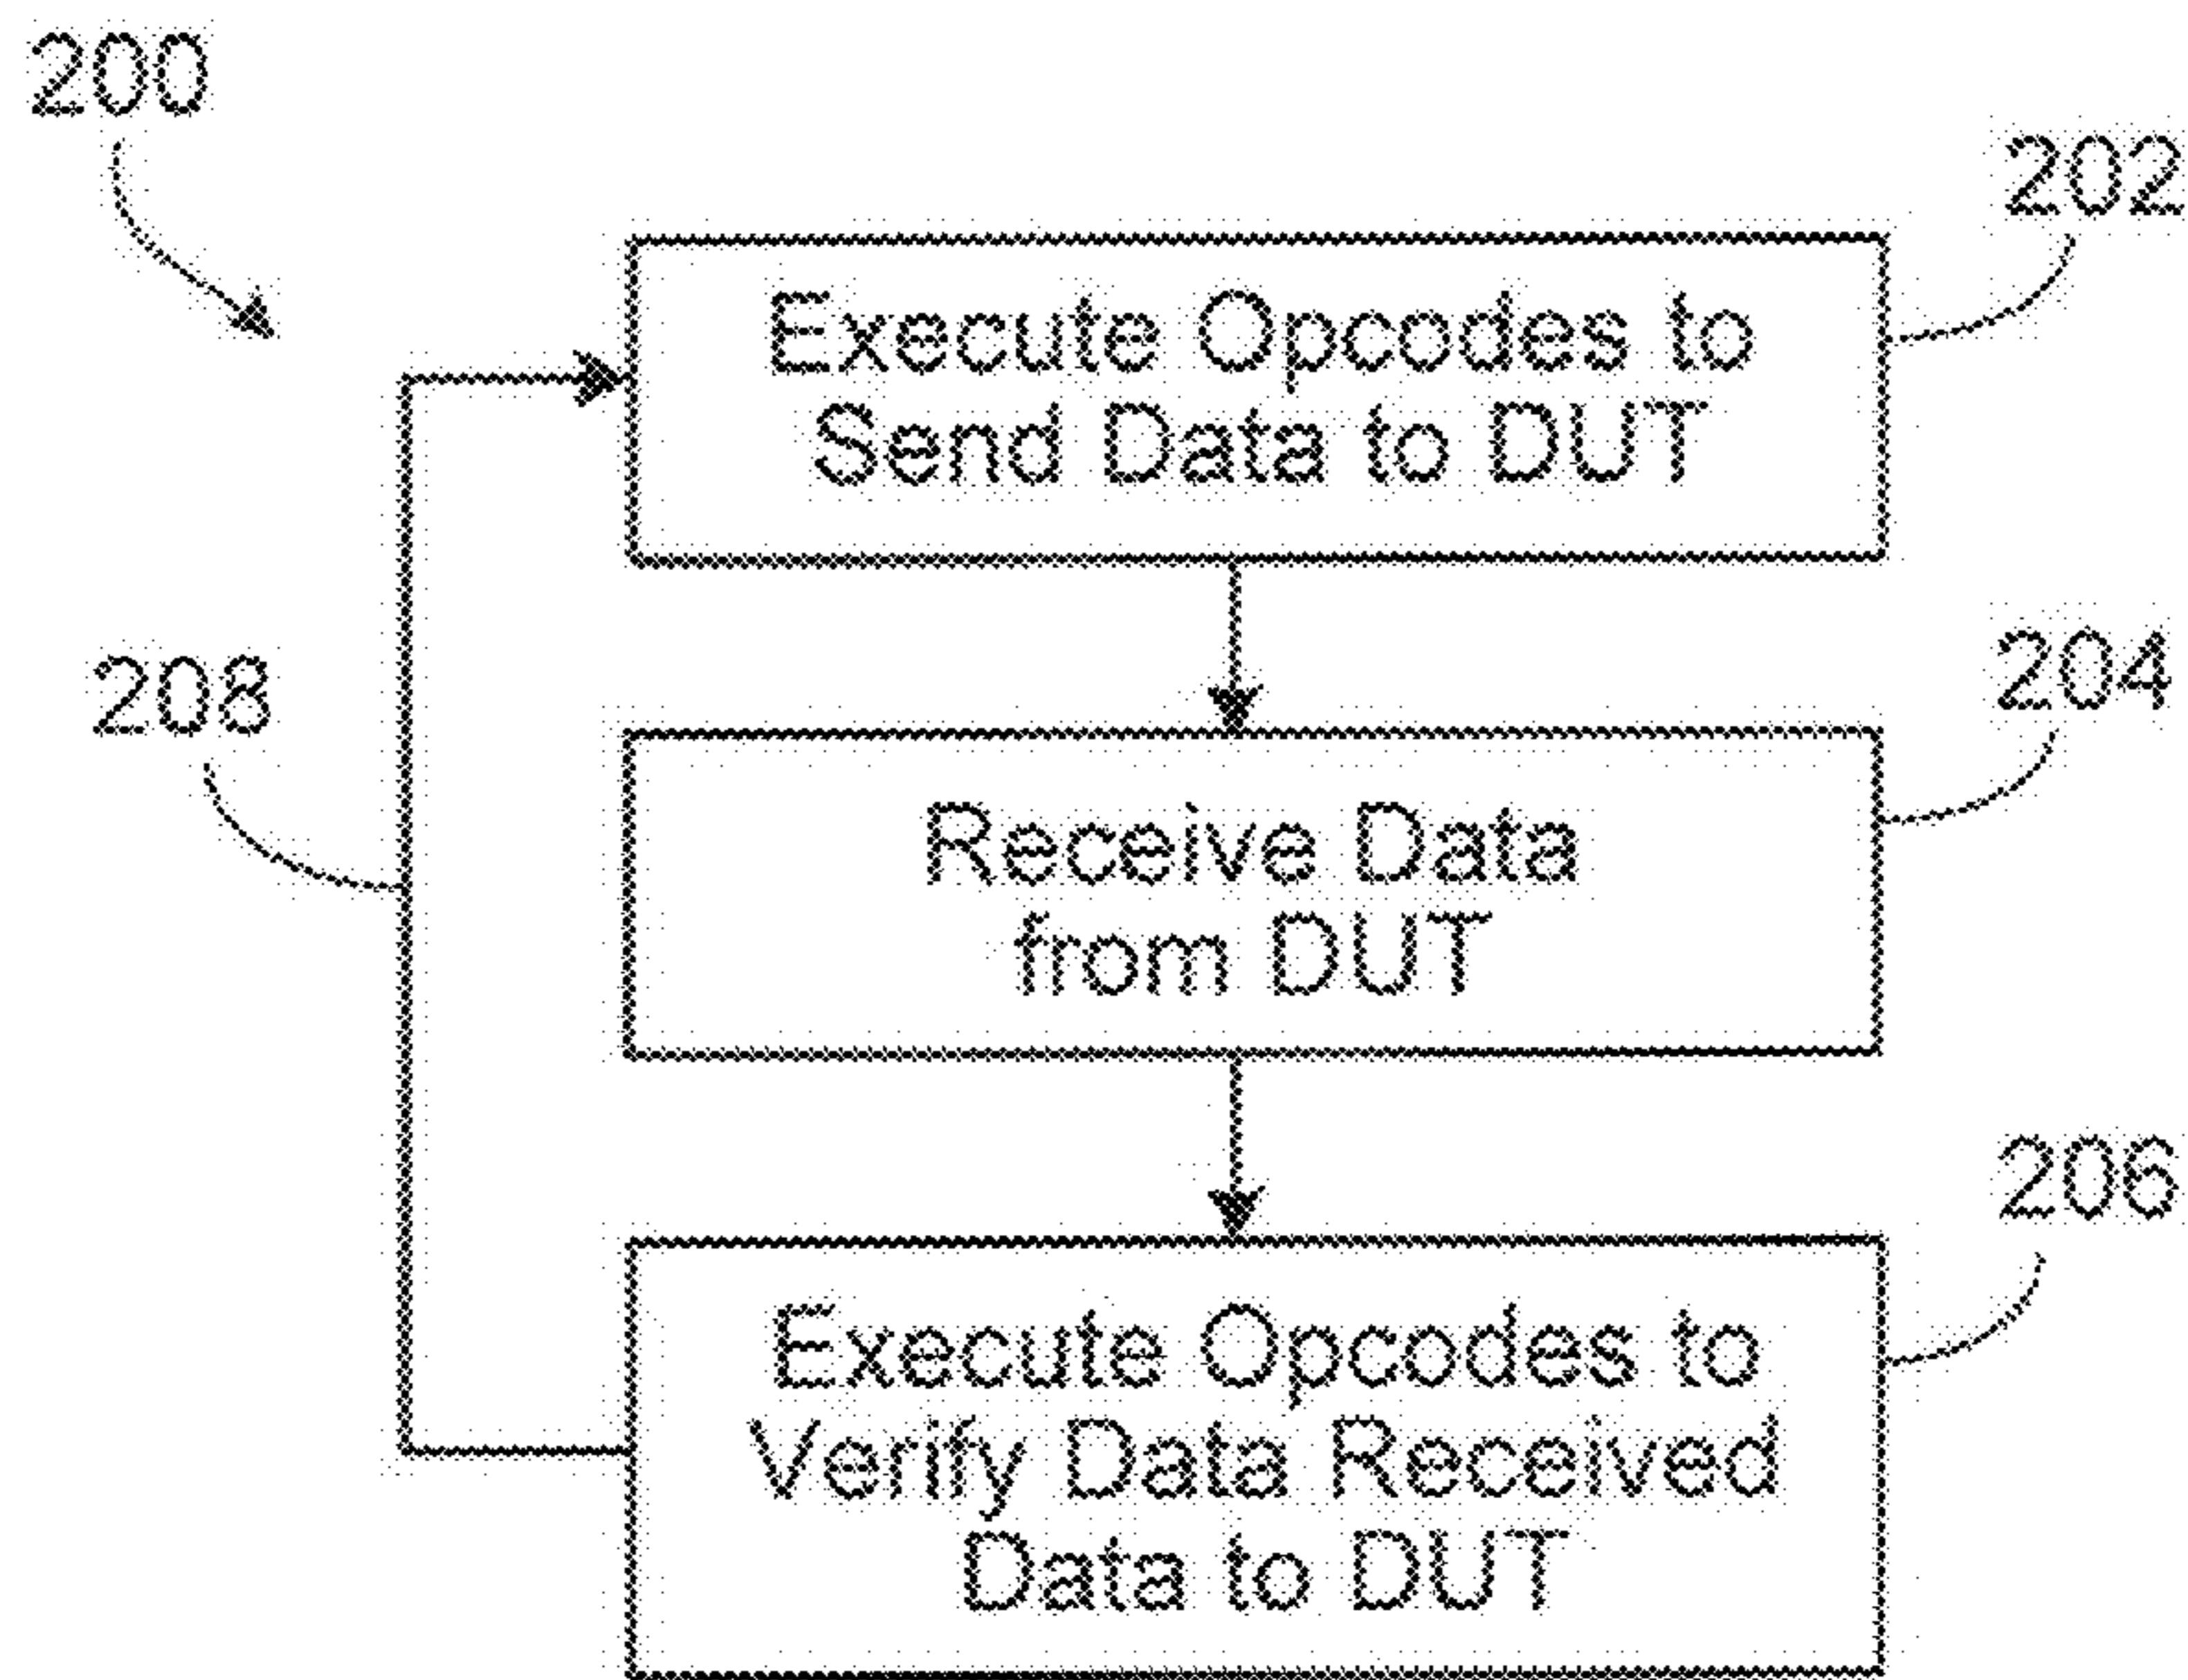 200
202
Execute Opcodes to
Send Data to DUT
208
204
Receive Data
from DUT
206
Execute Opcodes to
Verify Data Received
Data to DUT